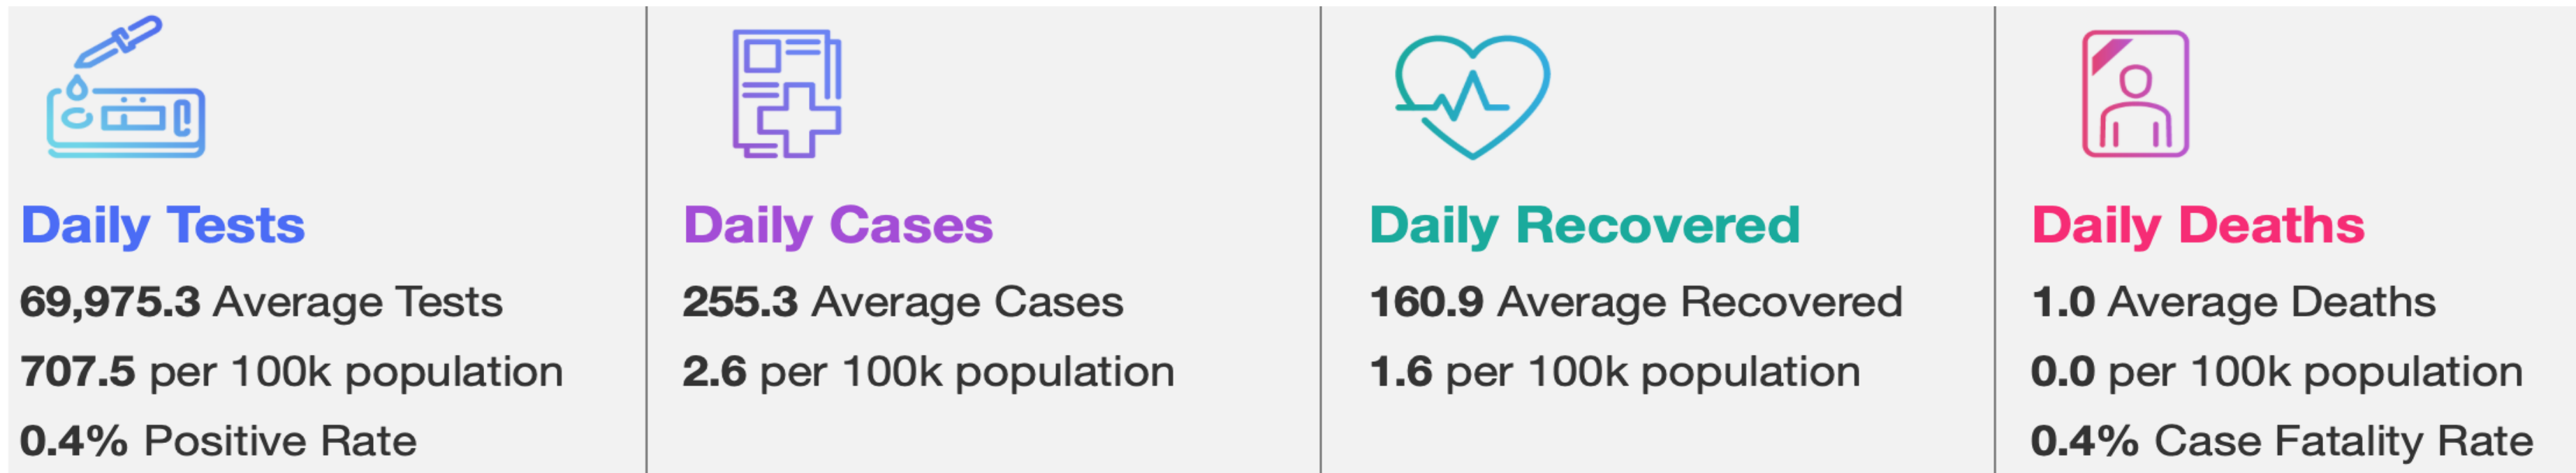 Daily Tests
69,975.3 Average Tests
707.5 per 100k population
0.4% Positive Rate
Daily Cases
255.3 Average Cases
2.6 per 100k population
Daily Recovered
160.9 Average Recovered
1.6 per 100k population
Daily Deaths
1.0 Average Deaths
0.0 per 100k population
0.4% Case Fatality Rate